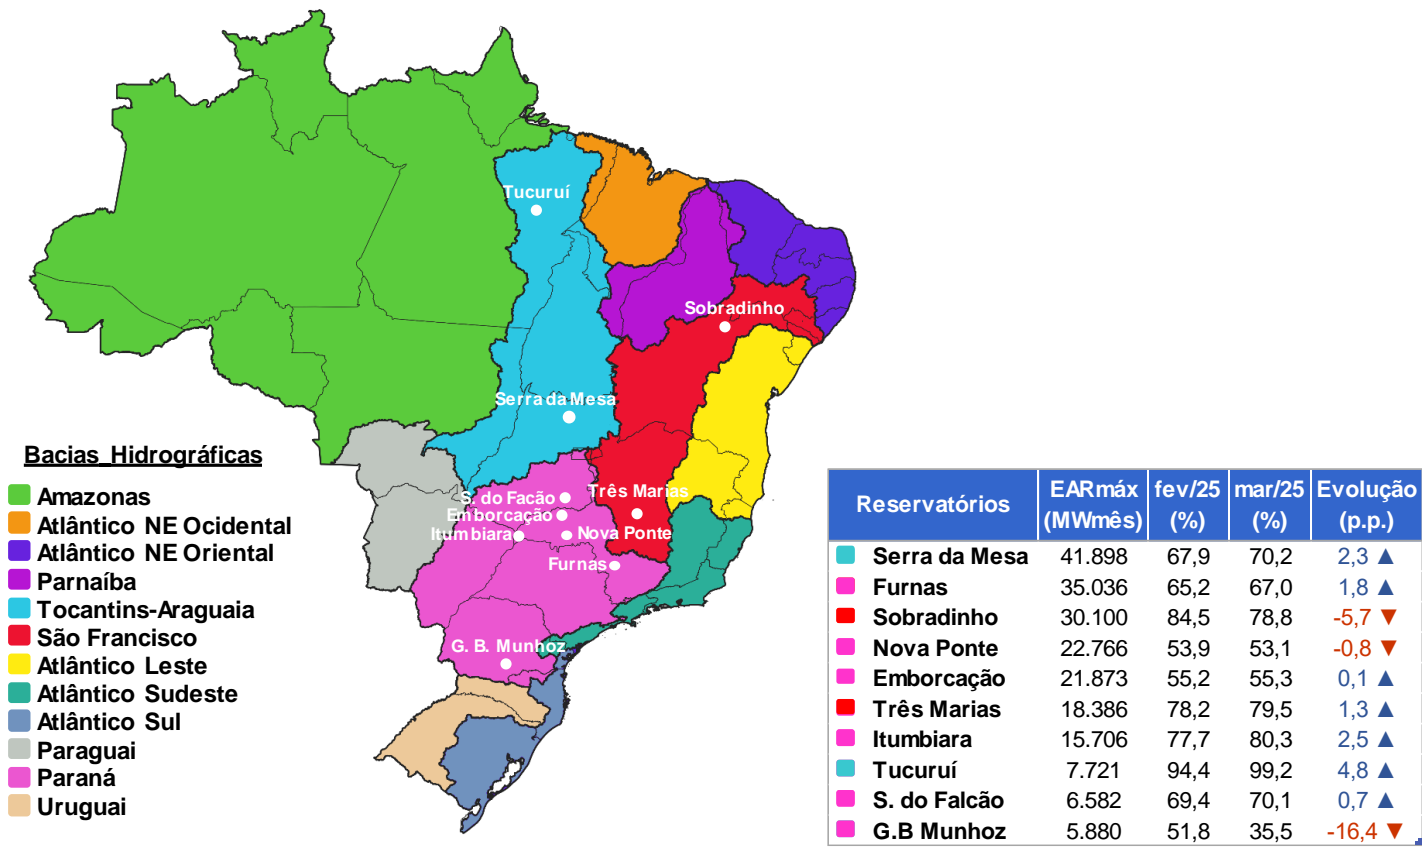 Tucuruí
Sobradinho
Serra da Mesa
S. do Facão
Três Marias
Emborcação
Itumbiara
Nova Ponte
Furnas
G. B. Munhoz
Bacias Hidrográficas
Amazonas
Atlântico NE Ocidental
Atlântico NE Oriental
Parnaíba
Tocantins-Araguaia
São Francisco
Atlântico Leste
Atlântico Sudeste
Atlântico Sul
Paraguai
Paraná
Uruguai
Reservatórios EARmáx (MWmês) fev/25 (%) mar/25 (%) Evolução (p.p.)
Serra da Mesa 41.898 67,9 70,2 2,3 ▲
Furnas 35.036 65,2 67,0 1,8 ▲
Sobradinho 30.100 84,5 78,8 -5,7 ▼
Nova Ponte 22.766 53,9 53,1 -0,8 ▼
Emborcação 21.873 55,2 55,3 0,1 ▲
Três Marias 18.386 78,2 79,5 1,3 ▲
Itumbiara 15.706 77,7 80,3 2,5 ▲
Tucuruí 7.721 94,4 99,2 4,8 ▲
S. do Falcão 6.582 69,4 70,1 0,7 ▲
G.B Munhoz 5.880 51,8 35,5 -16,4 ▼